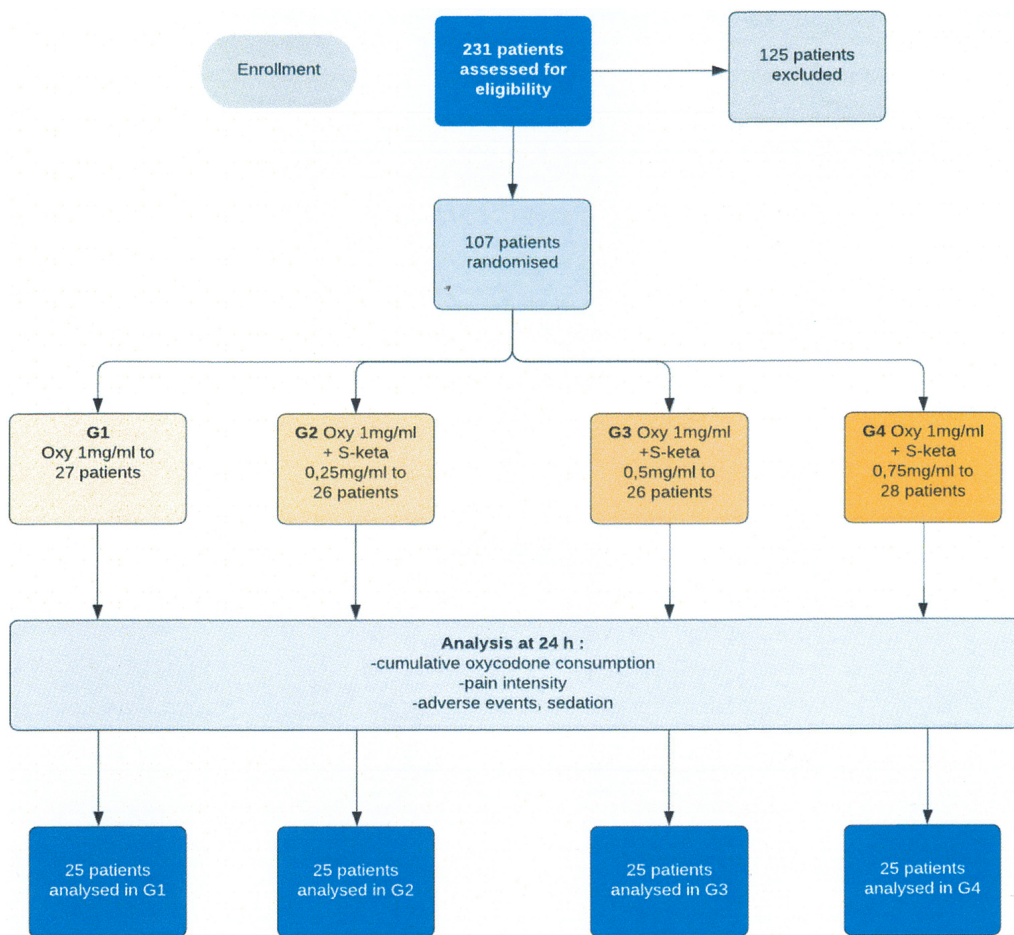 Enrollment
231 patients
assessed for
eligibility
125 patients
excluded
107 patients
randomised
G1
Oxy 1mg/ml to
27 patients
G2 Oxy 1mg/ml
+ S-keta
0,25mg/ml to
26 patients
G3 Oxy 1mg/ml
+S-keta
0,5mg/ml to
26 patients
G4 Oxy 1mg/ml
+ S-keta
0,75mg/ml to
28 patients
Analysis at 24 h :
-cumulative oxycodone consumption
-pain intensity
-adverse events, sedation
25 patients
analysed in G1
25 patients
analysed in G2
25 patients
analysed in G3
25 patients
analysed in G4